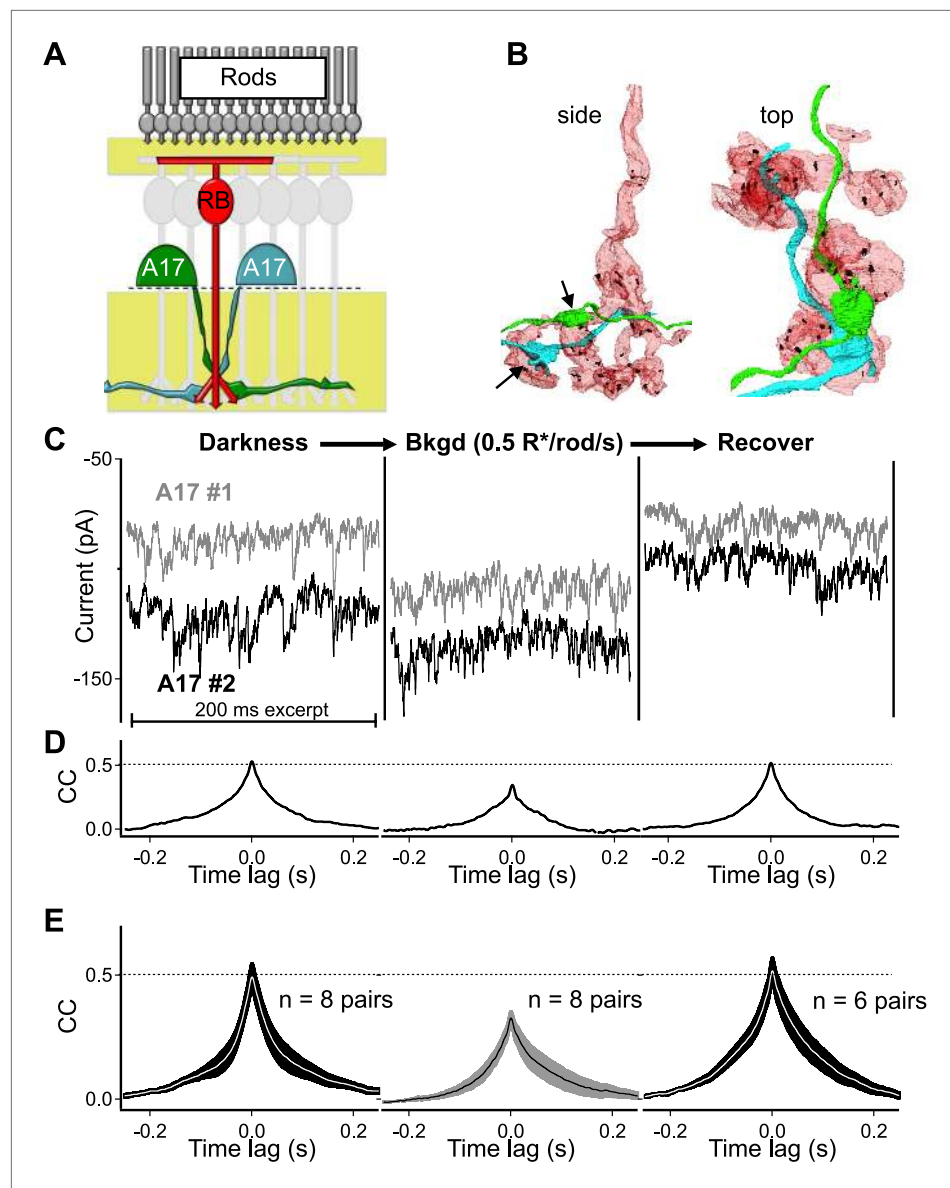 A
Rods
RB
A17
A17
B
side
top
C
Darkness
Bkgd (0.5 R*/rod/s)
Recover
-50
Current (pA)
-150
A17 #1
A17 #2
200 ms excerpt
D
CC
0.5
0.0
-0.2 0.0 0.2
Time lag (s)
-0.2 0.0 0.2
Time lag (s)
-0.2 0.0 0.2
Time lag (s)
E
CC
0.5
0.0
n = 8 pairs
n = 8 pairs
n = 6 pairs
-0.2 0.0 0.2
Time lag (s)
-0.2 0.0 0.2
Time lag (s)
-0.2 0.0 0.2
Time lag (s)